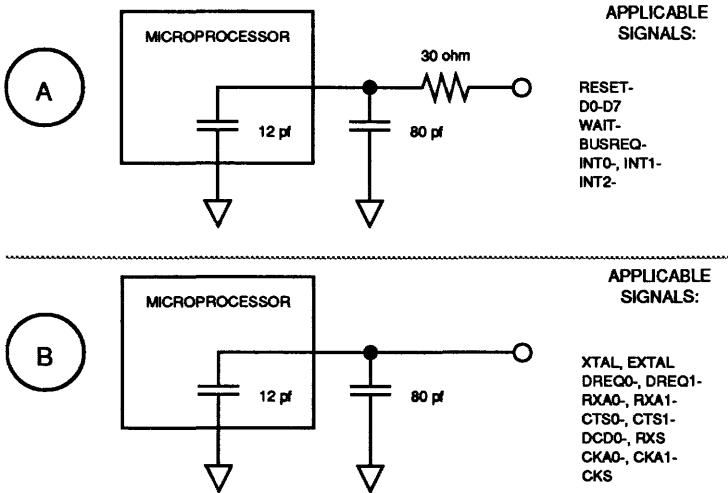 APPLICABLE
SIGNALS:
MICROPROCESSOR
30 ohm
A
12 pf
80 pf
RESET-
D0-D7
WAIT-
BUSREQ-
INT0-, INT1-
INT2-
APPLICABLE
SIGNALS:
MICROPROCESSOR
B
12 pf
80 pf
XTAL, EXTAL
DREQ0-, DREQ1-
RXA0-, RXA1-
CTS0-, CTS1-
DCD0-, RXS
CKA0-, CKA1-
CKS